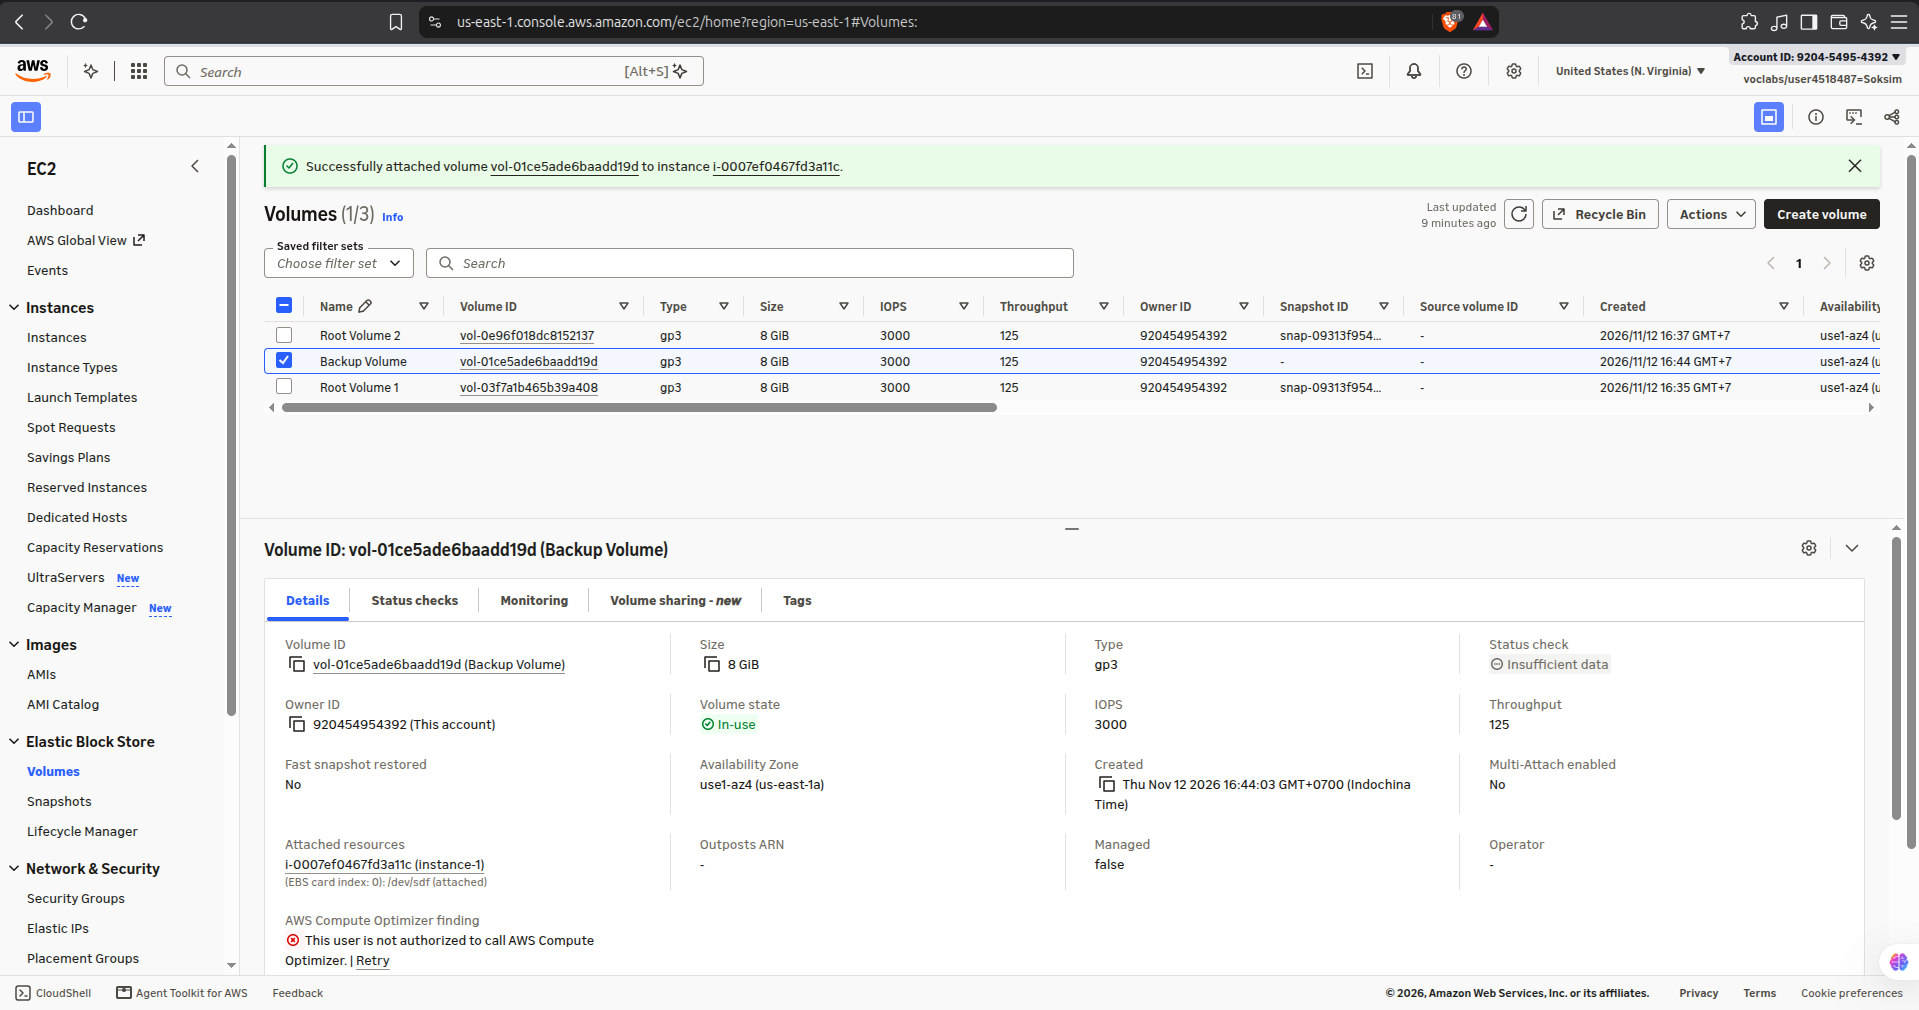 us-east-1.console.aws.amazon.com/ec2/home?region=us-east-1#Volumes:
81
aws
Search
[Alt+S]
United States (N. Virginia)
Account ID: 9204-5495-4392
voclabs/user4518487=Soksim
EC2
Dashboard
AWS Global View
Events
Instances
Instances
Instance Types
Launch Templates
Spot Requests
Savings Plans
Reserved Instances
Dedicated Hosts
Capacity Reservations
UltraServers New
Capacity Manager New
Images
AMIs
AMI Catalog
Elastic Block Store
Volumes
Snapshots
Lifecycle Manager
Network & Security
Security Groups
Elastic IPs
Placement Groups
Successfully attached volume vol-01ce5ade6baadd19d to instance i-0007ef0467fd3a11c.
Volumes (1/3) Info
Last updated
9 minutes ago
Recycle Bin
Actions
Create volume
Saved filter sets
Choose filter set
Search
1
Name Volume ID Type Size IOPS Throughput Owner ID Snapshot ID Source volume ID Created Availability
Root Volume 2 vol-0e96f018dc8152137 gp3 8 GiB 3000 125 920454954392 snap-09313f954... - 2026/11/12 16:37 GMT+7 use1-az4 (u
Backup Volume vol-01ce5ade6baadd19d gp3 8 GiB 3000 125 920454954392 - - 2026/11/12 16:44 GMT+7 use1-az4 (u
Root Volume 1 vol-03f7a1b465b39a408 gp3 8 GiB 3000 125 920454954392 snap-09313f954... - 2026/11/12 16:35 GMT+7 use1-az4 (u
Volume ID: vol-01ce5ade6baadd19d (Backup Volume)
Details Status checks Monitoring Volume sharing - new Tags
Volume ID
vol-01ce5ade6baadd19d (Backup Volume)
Size
8 GiB
Type
gp3
Status check
Insufficient data
Owner ID
920454954392 (This account)
Volume state
In-use
IOPS
3000
Throughput
125
Fast snapshot restored
No
Availability Zone
use1-az4 (us-east-1a)
Created
Thu Nov 12 2026 16:44:03 GMT+0700 (Indochina
Time)
Multi-Attach enabled
No
Attached resources
i-0007ef0467fd3a11c (instance-1)
(EBS card index: 0): /dev/sdf (attached)
Outposts ARN
-
Managed
false
Operator
-
AWS Compute Optimizer finding
This user is not authorized to call AWS Compute
Optimizer. | Retry
CloudShell
Agent Toolkit for AWS
Feedback
© 2026, Amazon Web Services, Inc. or its affiliates.
Privacy
Terms
Cookie preferences